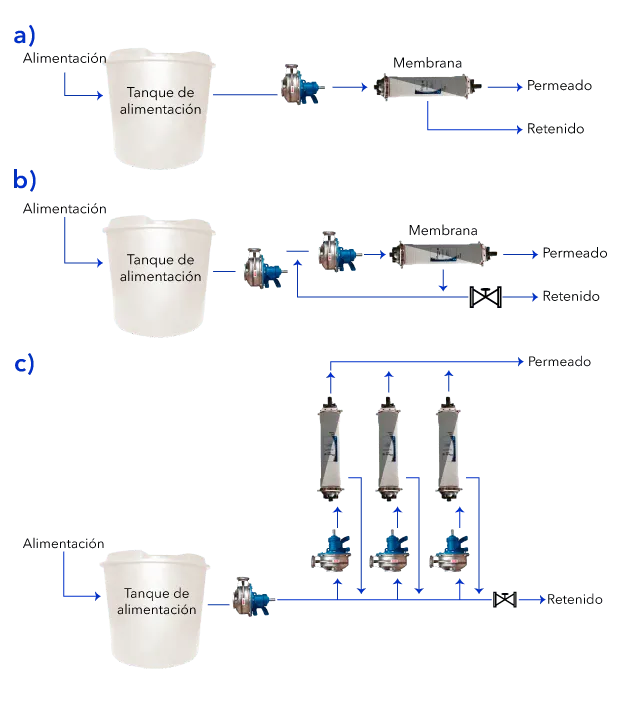 a)
Alimentación
Tanque de
alimentación
Membrana
Permeado
Retenido
b)
Alimentación
Tanque de
alimentación
Membrana
Permeado
Retenido
c)
Permeado
Alimentación
Tanque de
alimentación
Retenido